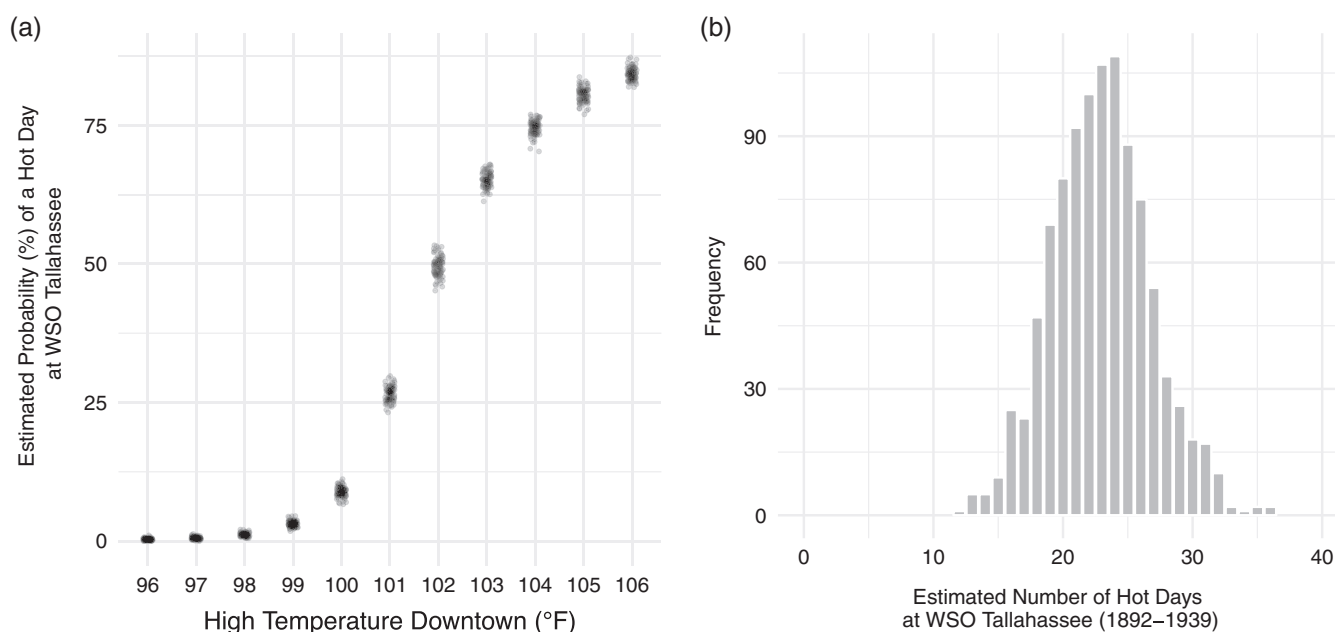 (a)
Estimated Probability (%) of a Hot Day
at WSO Tallahassee
75
50
25
0
96 97 98 99 100 101 102 103 104 105 106
High Temperature Downtown (°F)
(b)
Frequency
90
60
30
0
0 10 20 30 40
Estimated Number of Hot Days
at WSO Tallahassee (1892–1939)